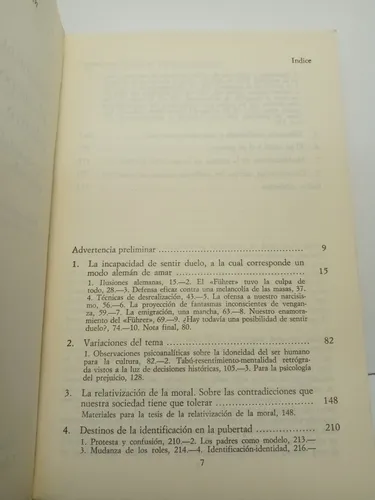 Indice
Advertencia preliminar ........................................ 9
1. La incapacidad de sentir duelo, a la cual corresponde un
modo alemán de amar ........................................ 15
1. Ilusiones alemanas, 15.—2. El «Führer» tuvo la culpa de
todo, 28.—3. Defensa eficaz contra una melancolía de las masas, 37.
4. Técnicas de desrealización, 43.—5. La ofensa a nuestro narcisis-
mo, 56.—6. La proyección de fantasmas inconscientes de vengan-
za, 59.—7. La emigración, una mancha, 63.—8. Nuestro enamora-
miento del «Führer», 69.—9. ¿Hay todavía una posibilidad de sentir
duelo?, 74.—10. Nota final, 80.
2. Variaciones del tema ........................................ 82
1. Observaciones psicoanalíticas sobre la idoneidad del ser humano
para la cultura, 82.—2. Tabú-resentimiento-mentalidad retrógra-
da vistos a la luz de decisiones históricas, 105.—3. Para la psicología
del prejuicio, 128.
3. La relativización de la moral. Sobre las contradicciones que
nuestra sociedad tiene que tolerar ........................ 148
Materiales para la tesis de la relativización de la moral, 148.
4. Destinos de la identificación en la pubertad ............ 210
1. Protesta y confusión, 210.—2. Los padres como modelo, 213.—
3. Mudanza de los roles, 214.—4. Identificación-identidad, 216.—
7